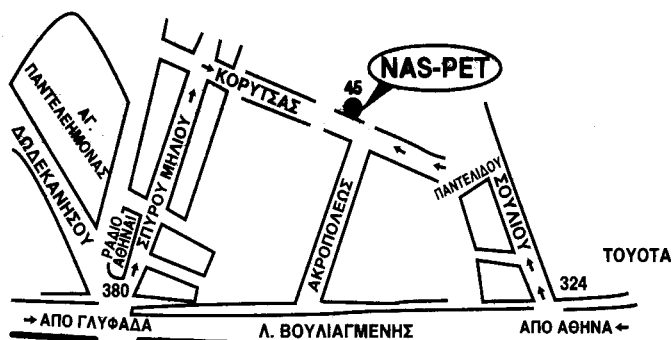 NAS-PET
45
ΚΟΡΥΤΣΑΣ
ΑΓ.
ΠΑΝΤΕΛΕΗΜΟΝΑΣ
ΔΩΔΕΚΑΝΗΣΟΥ
ΡΑΔΙΟ
ΑΘΗΝΑΙ
ΣΠΥΡΟΥ ΜΗΛΙΟΥ
ΑΚΡΟΠΟΛΕΩΣ
ΠΑΝΤΕΛΙΔΟΥ
ΣΟΥΛΙΟΥ
TOYOTA
380
324
→ΑΠΟ ΓΛΥΦΑΔΑ
Λ. ΒΟΥΛΙΑΓΜΕΝΗΣ
ΑΠΟ ΑΘΗΝΑ←